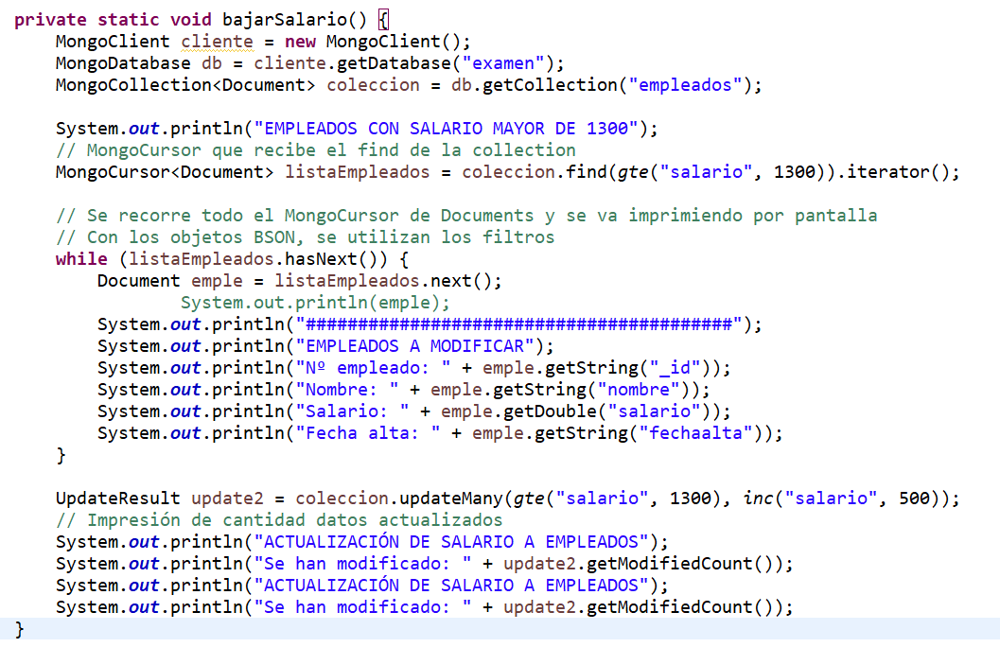 private static void bajarSalario() {
MongoClient cliente = new MongoClient();
MongoDatabase db = cliente.getDatabase("examen");
MongoCollection<Document> coleccion = db.getCollection("empleados");
System.out.println("EMPLEADOS CON SALARIO MAYOR DE 1300");
// MongoCursor que recibe el find de la collection
MongoCursor<Document> listaEmpleados = coleccion.find(gte("salario", 1300)).iterator();
// Se recorre todo el MongoCursor de Documents y se va imprimiendo por pantalla
// Con los objetos BSON, se utilizan los filtros
while (listaEmpleados.hasNext()) {
Document emple = listaEmpleados.next();
System.out.println(emple);
System.out.println("#########################################");
System.out.println("EMPLEADOS A MODIFICAR");
System.out.println("Nº empleado: " + emple.getString("_id"));
System.out.println("Nombre: " + emple.getString("nombre"));
System.out.println("Salario: " + emple.getDouble("salario"));
System.out.println("Fecha alta: " + emple.getString("fechaalta"));
}
UpdateResult update2 = coleccion.updateMany(gte("salario", 1300), inc("salario", 500));
// Impresión de cantidad datos actualizados
System.out.println("ACTUALIZACIÓN DE SALARIO A EMPLEADOS");
System.out.println("Se han modificado: " + update2.getModifiedCount());
System.out.println("ACTUALIZACIÓN DE SALARIO A EMPLEADOS");
System.out.println("Se han modificado: " + update2.getModifiedCount());
}